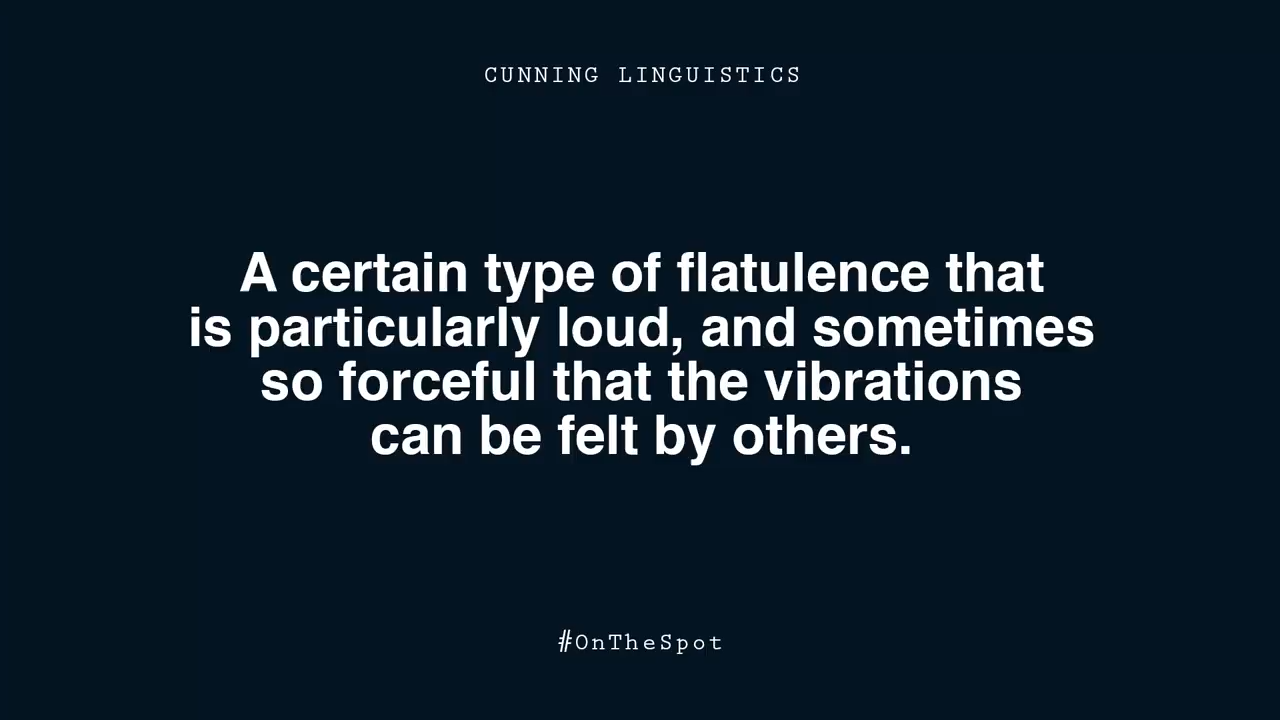 CUNNING LINGUISTICS
A certain type of flatulence that
is particularly loud, and sometimes
so forceful that the vibrations
can be felt by others.
#OnTheSpot